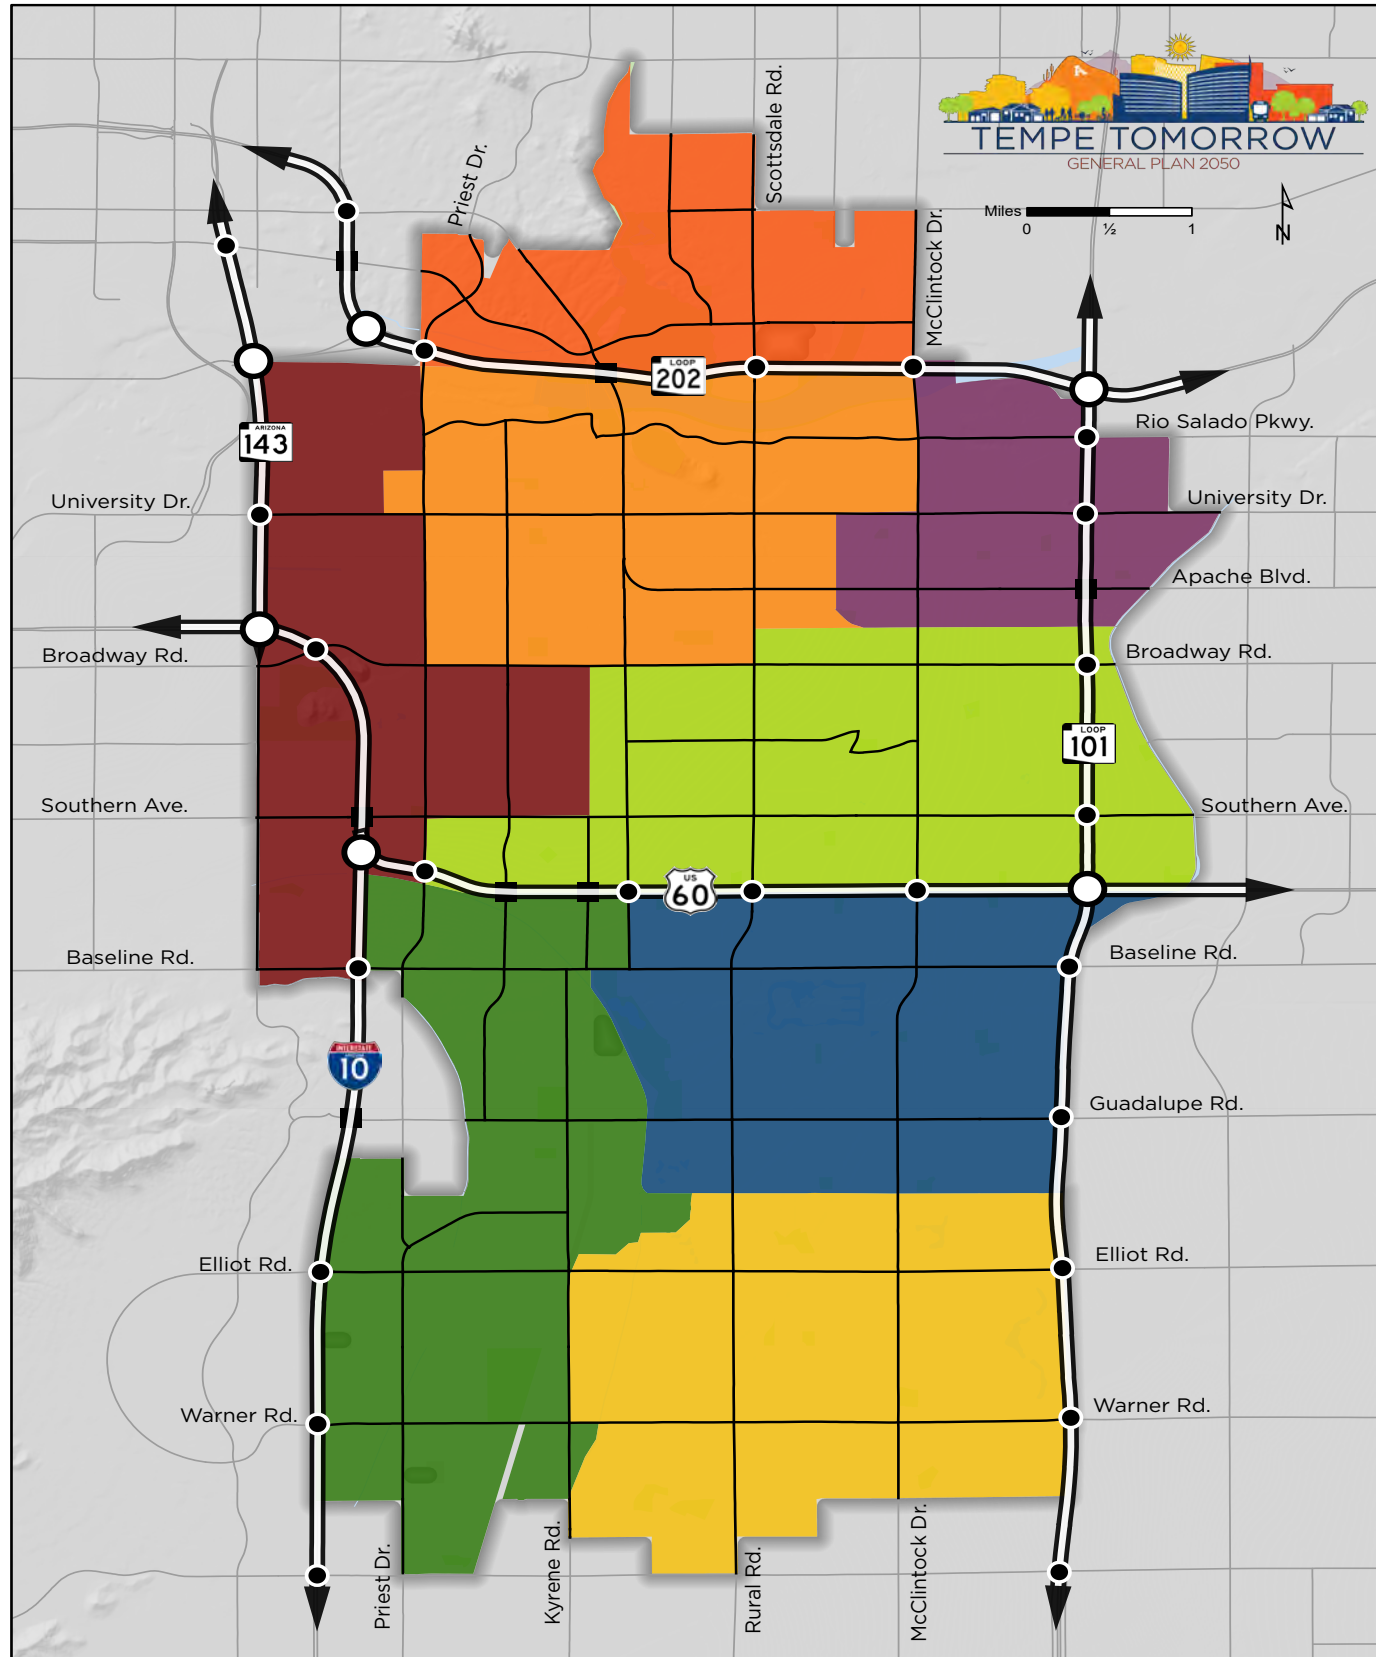 TEMPE TOMORROW
GENERAL PLAN 2050
Miles
0 ½ 1
N
Scottsdale Rd.
Priest Dr.
McClintock Dr.
LOOP
202
ARIZONA
143
Rio Salado Pkwy.
University Dr.
University Dr.
Apache Blvd.
Broadway Rd.
Broadway Rd.
LOOP
101
Southern Ave.
Southern Ave.
US
60
Baseline Rd.
Baseline Rd.
INTERSTATE
ARIZONA
10
Guadalupe Rd.
Elliot Rd.
Elliot Rd.
Warner Rd.
Warner Rd.
Priest Dr.
Kyrene Rd.
Rural Rd.
McClintock Dr.